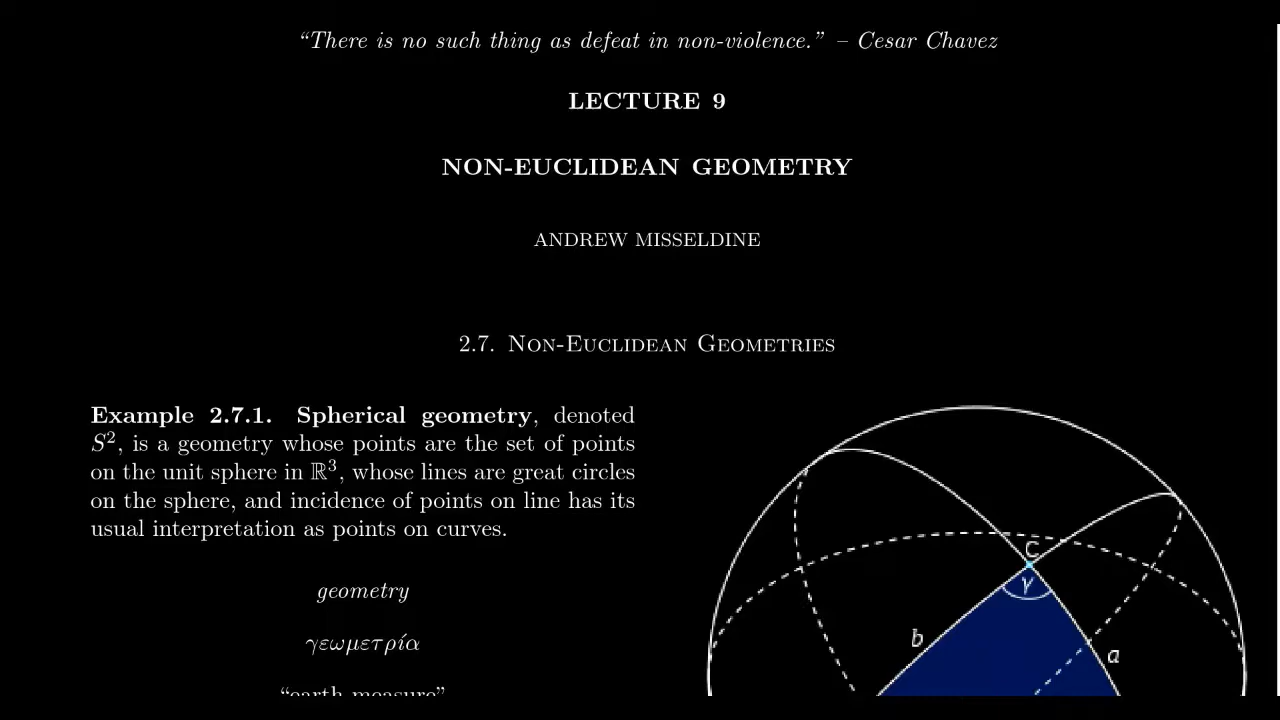 “There is no such thing as defeat in non-violence.” – Cesar Chavez
LECTURE 9
NON-EUCLIDEAN GEOMETRY
ANDREW MISSELDINE
2.7. Non-Euclidean Geometries
Example 2.7.1. Spherical geometry, denoted
S², is a geometry whose points are the set of points
on the unit sphere in ℝ³, whose lines are great circles
on the sphere, and incidence of points on line has its
usual interpretation as points on curves.
geometry
γεωμετρία
“earth measure”
C
γ
b
a